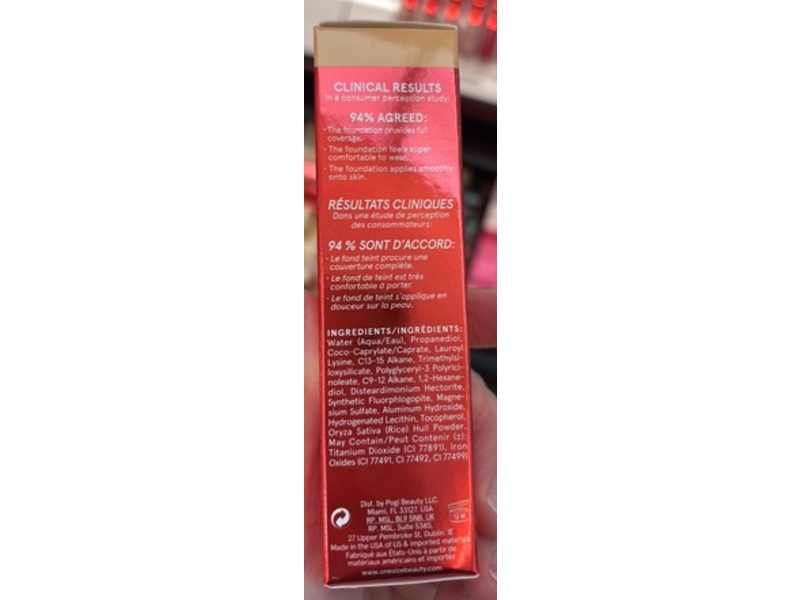 CLINICAL RESULTS
In a consumer perception study:
94% AGREED:
• The foundation provides full
coverage.
• The foundation feels super
comfortable to wear.
• The foundation applies smoothly
onto skin.
RÉSULTATS CLINIQUES
Dans une étude de perception
des consommateurs:
94 % SONT D'ACCORD:
• Le fond teint procure une
couverture complète.
• Le fond de teint est très
confortable à porter.
• Le fond de teint s'applique en
douceur sur la peau.
INGREDIENTS/INGRÉDIENTS:
Water (Aqua/Eau), Propanediol,
Coco-Caprylate/Caprate, Lauroyl
Lysine, C13-15 Alkane, Trimethylsi-
loxysilicate, Polyglyceryl-3 Polyrici-
noleate, C9-12 Alkane, 1,2-Hexane-
diol, Disteardimonium Hectorite,
Synthetic Fluorphlogopite, Magne-
sium Sulfate, Aluminum Hydroxide,
Hydrogenated Lecithin, Tocopherol,
Oryza Sativa (Rice) Hull Powder.
May Contain/Peut Contenir (±):
Titanium Dioxide (CI 77891), Iron
Oxides (CI 77491, CI 77492, CI 77499)
Dist. by Pogi Beauty LLC.
Miami, FL 33127. USA
RP. MSL, BL9 5NB, UK
RP. MSL, Suite 5385,
27 Upper Pembroke St, Dublin, IE
Made in the USA of US & imported materials
Fabriqué aux États-Unis à partir de
matériaux américains et importés
www.onesizebeauty.com
12 M